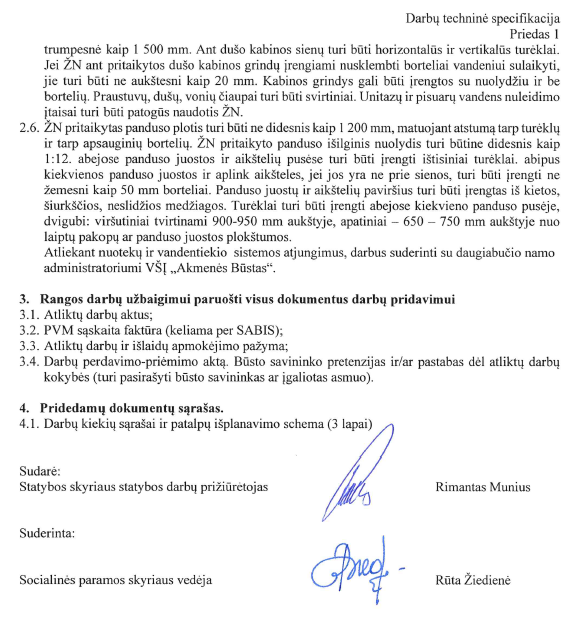 Darbų techninė specifikacija
Priedas 1
trumpesnė kaip 1 500 mm. Ant dušo kabinos sienų turi būti horizontalūs ir vertikalūs turėklai.
Jei ŽN ant pritaikytos dušo kabinos grindų įrengiami nusklembti borteliai vandeniui sulaikyti,
jie turi būti ne aukštesni kaip 20 mm. Kabinos grindys gali būti įrengtos su nuolydžiu ir be
bortelių. Praustuvų, dušų, vonių čiaupai turi būti svirtiniai. Unitazų ir pisuarų vandens nuleidimo
įtaisai turi būti patogūs naudotis ŽN.
2.6. ŽN pritaikytas panduso plotis turi būti ne didesnis kaip 1 200 mm, matuojant atstumą tarp turėklų
ir tarp apsauginių bortelių. ŽN pritaikyto panduso išilginis nuolydis turi būtine didesnis kaip
1:12. abejose panduso juostos ir aikštelių pusėse turi būti įrengti ištisiniai turėklai. abipus
kiekvienos panduso juostos ir aplink aikšteles, jei jos yra ne prie sienos, turi būti įrengti ne
žemesni kaip 50 mm borteliai. Panduso juostų ir aikštelių paviršius turi būti įrengtas iš kietos,
šiurkščios, neslidžios medžiagos. Turėklai turi būti įrengti abejose kiekvieno panduso pusėje,
dvigubi: viršutiniai tvirtinami 900-950 mm aukštyje, apatiniai – 650 – 750 mm aukštyje nuo
laiptų pakopų ar panduso juostos plokštumos.
Atliekant nuotekų ir vandentiekio sistemos atjungimus, darbus suderinti su daugiabučio namo
administratoriumi VŠĮ „Akmenės Būstas“.
3. Rangos darbų užbaigimui paruošti visus dokumentus darbų pridavimui
3.1. Atliktų darbų aktus;
3.2. PVM sąskaita faktūra (keliama per SABIS);
3.3. Atliktų darbų ir išlaidų apmokėjimo pažyma;
3.4. Darbų perdavimo-priėmimo aktą. Būsto savininko pretenzijas ir/ar pastabas dėl atliktų darbų
kokybės (turi pasirašyti būsto savininkas ar įgaliotas asmuo).
4. Pridedamų dokumentų sąrašas.
4.1. Darbų kiekių sąrašai ir patalpų išplanavimo schema (3 lapai)
Sudarė:
Statybos skyriaus statybos darbų prižiūrėtojas Rimantas Munius
Suderinta:
Socialinės paramos skyriaus vedėja Rūta Žiedienė